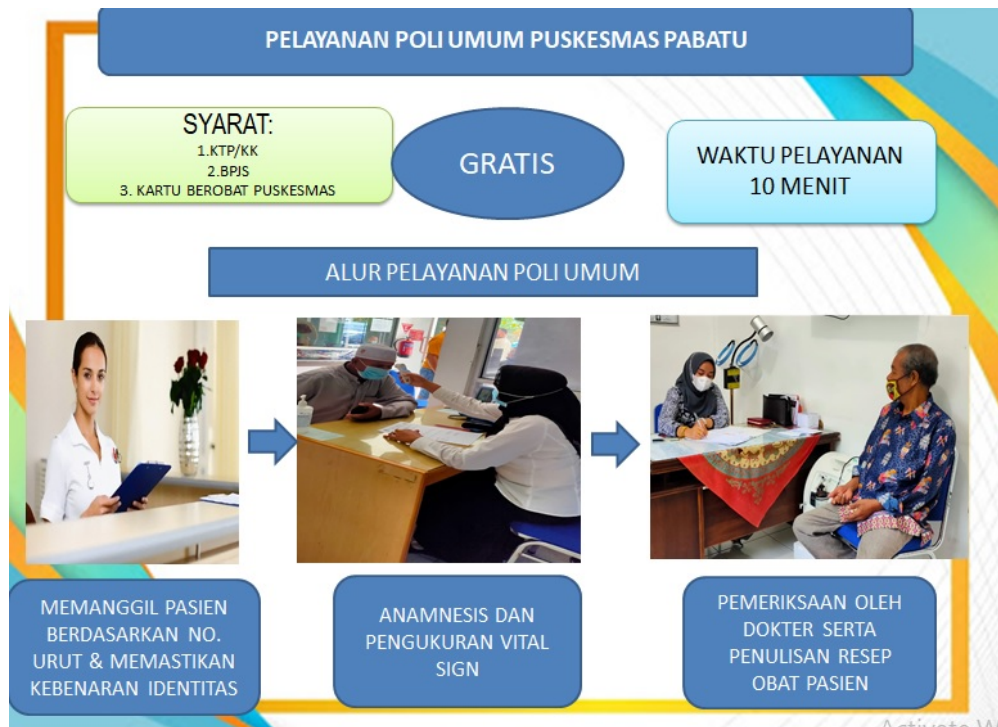 PELAYANAN POLI UMUM PUSKESMAS PABATU
SYARAT:
1.KTP/KK
2.BPJS
3. KARTU BEROBAT PUSKESMAS
GRATIS
WAKTU PELAYANAN
10 MENIT
ALUR PELAYANAN POLI UMUM
MEMANGGIL PASIEN
BERDASARKAN NO.
URUT & MEMASTIKAN
KEBENARAN IDENTITAS
ANAMNESIS DAN
PENGUKURAN VITAL
SIGN
PEMERIKSAAN OLEH
DOKTER SERTA
PENULISAN RESEP
OBAT PASIEN